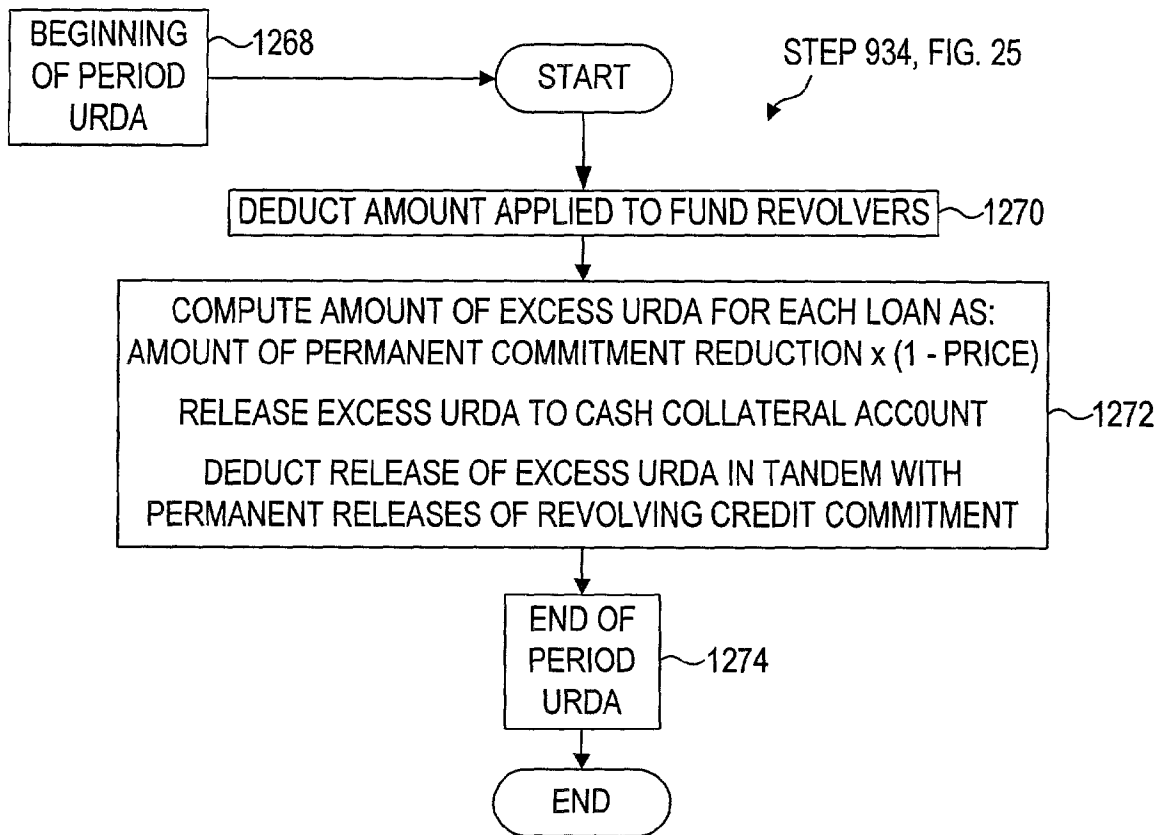 BEGINNING
OF PERIOD
URDA
1268
START
STEP 934, FIG. 25
DEDUCT AMOUNT APPLIED TO FUND REVOLVERS
1270
COMPUTE AMOUNT OF EXCESS URDA FOR EACH LOAN AS:
AMOUNT OF PERMANENT COMMITMENT REDUCTION x (1 - PRICE)
RELEASE EXCESS URDA TO CASH COLLATERAL ACCOUNT
DEDUCT RELEASE OF EXCESS URDA IN TANDEM WITH
PERMANENT RELEASES OF REVOLVING CREDIT COMMITMENT
1272
END OF
PERIOD
URDA
1274
END